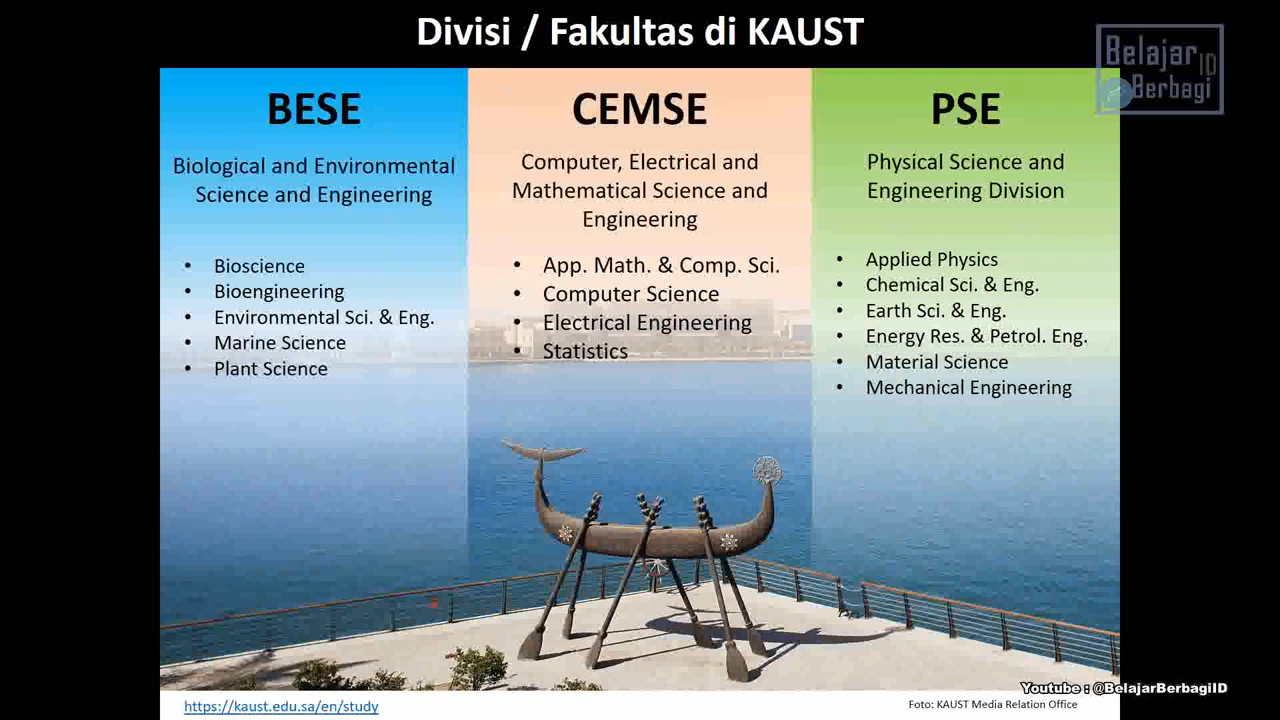 Divisi / Fakultas di KAUST
Belajar
ID
Berbagi
BESE
Biological and Environmental
Science and Engineering
• Bioscience
• Bioengineering
• Environmental Sci. & Eng.
• Marine Science
• Plant Science
CEMSE
Computer, Electrical and
Mathematical Science and
Engineering
• App. Math. & Comp. Sci.
• Computer Science
• Electrical Engineering
• Statistics
PSE
Physical Science and
Engineering Division
• Applied Physics
• Chemical Sci. & Eng.
• Earth Sci. & Eng.
• Energy Res. & Petrol. Eng.
• Material Science
• Mechanical Engineering
Youtube : @BelajarBerbagiID
https://kaust.edu.sa/en/study
Foto: KAUST Media Relation Office